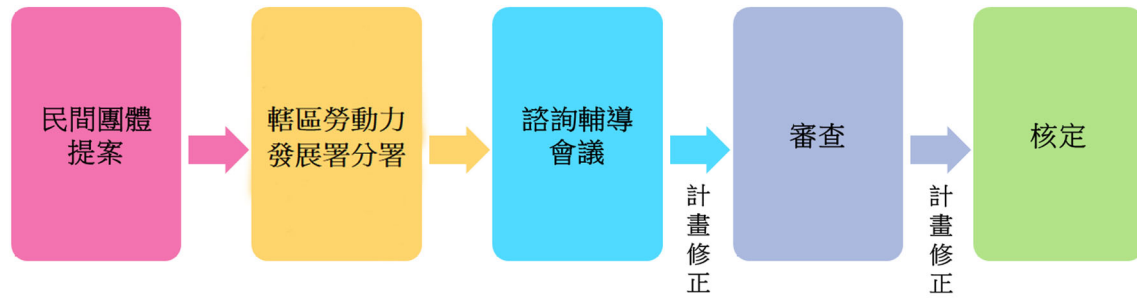 民間團體
提案
轄區勞動力
發展署分署
諮詢輔導
會議
計畫修正
審查
計畫修正
核定